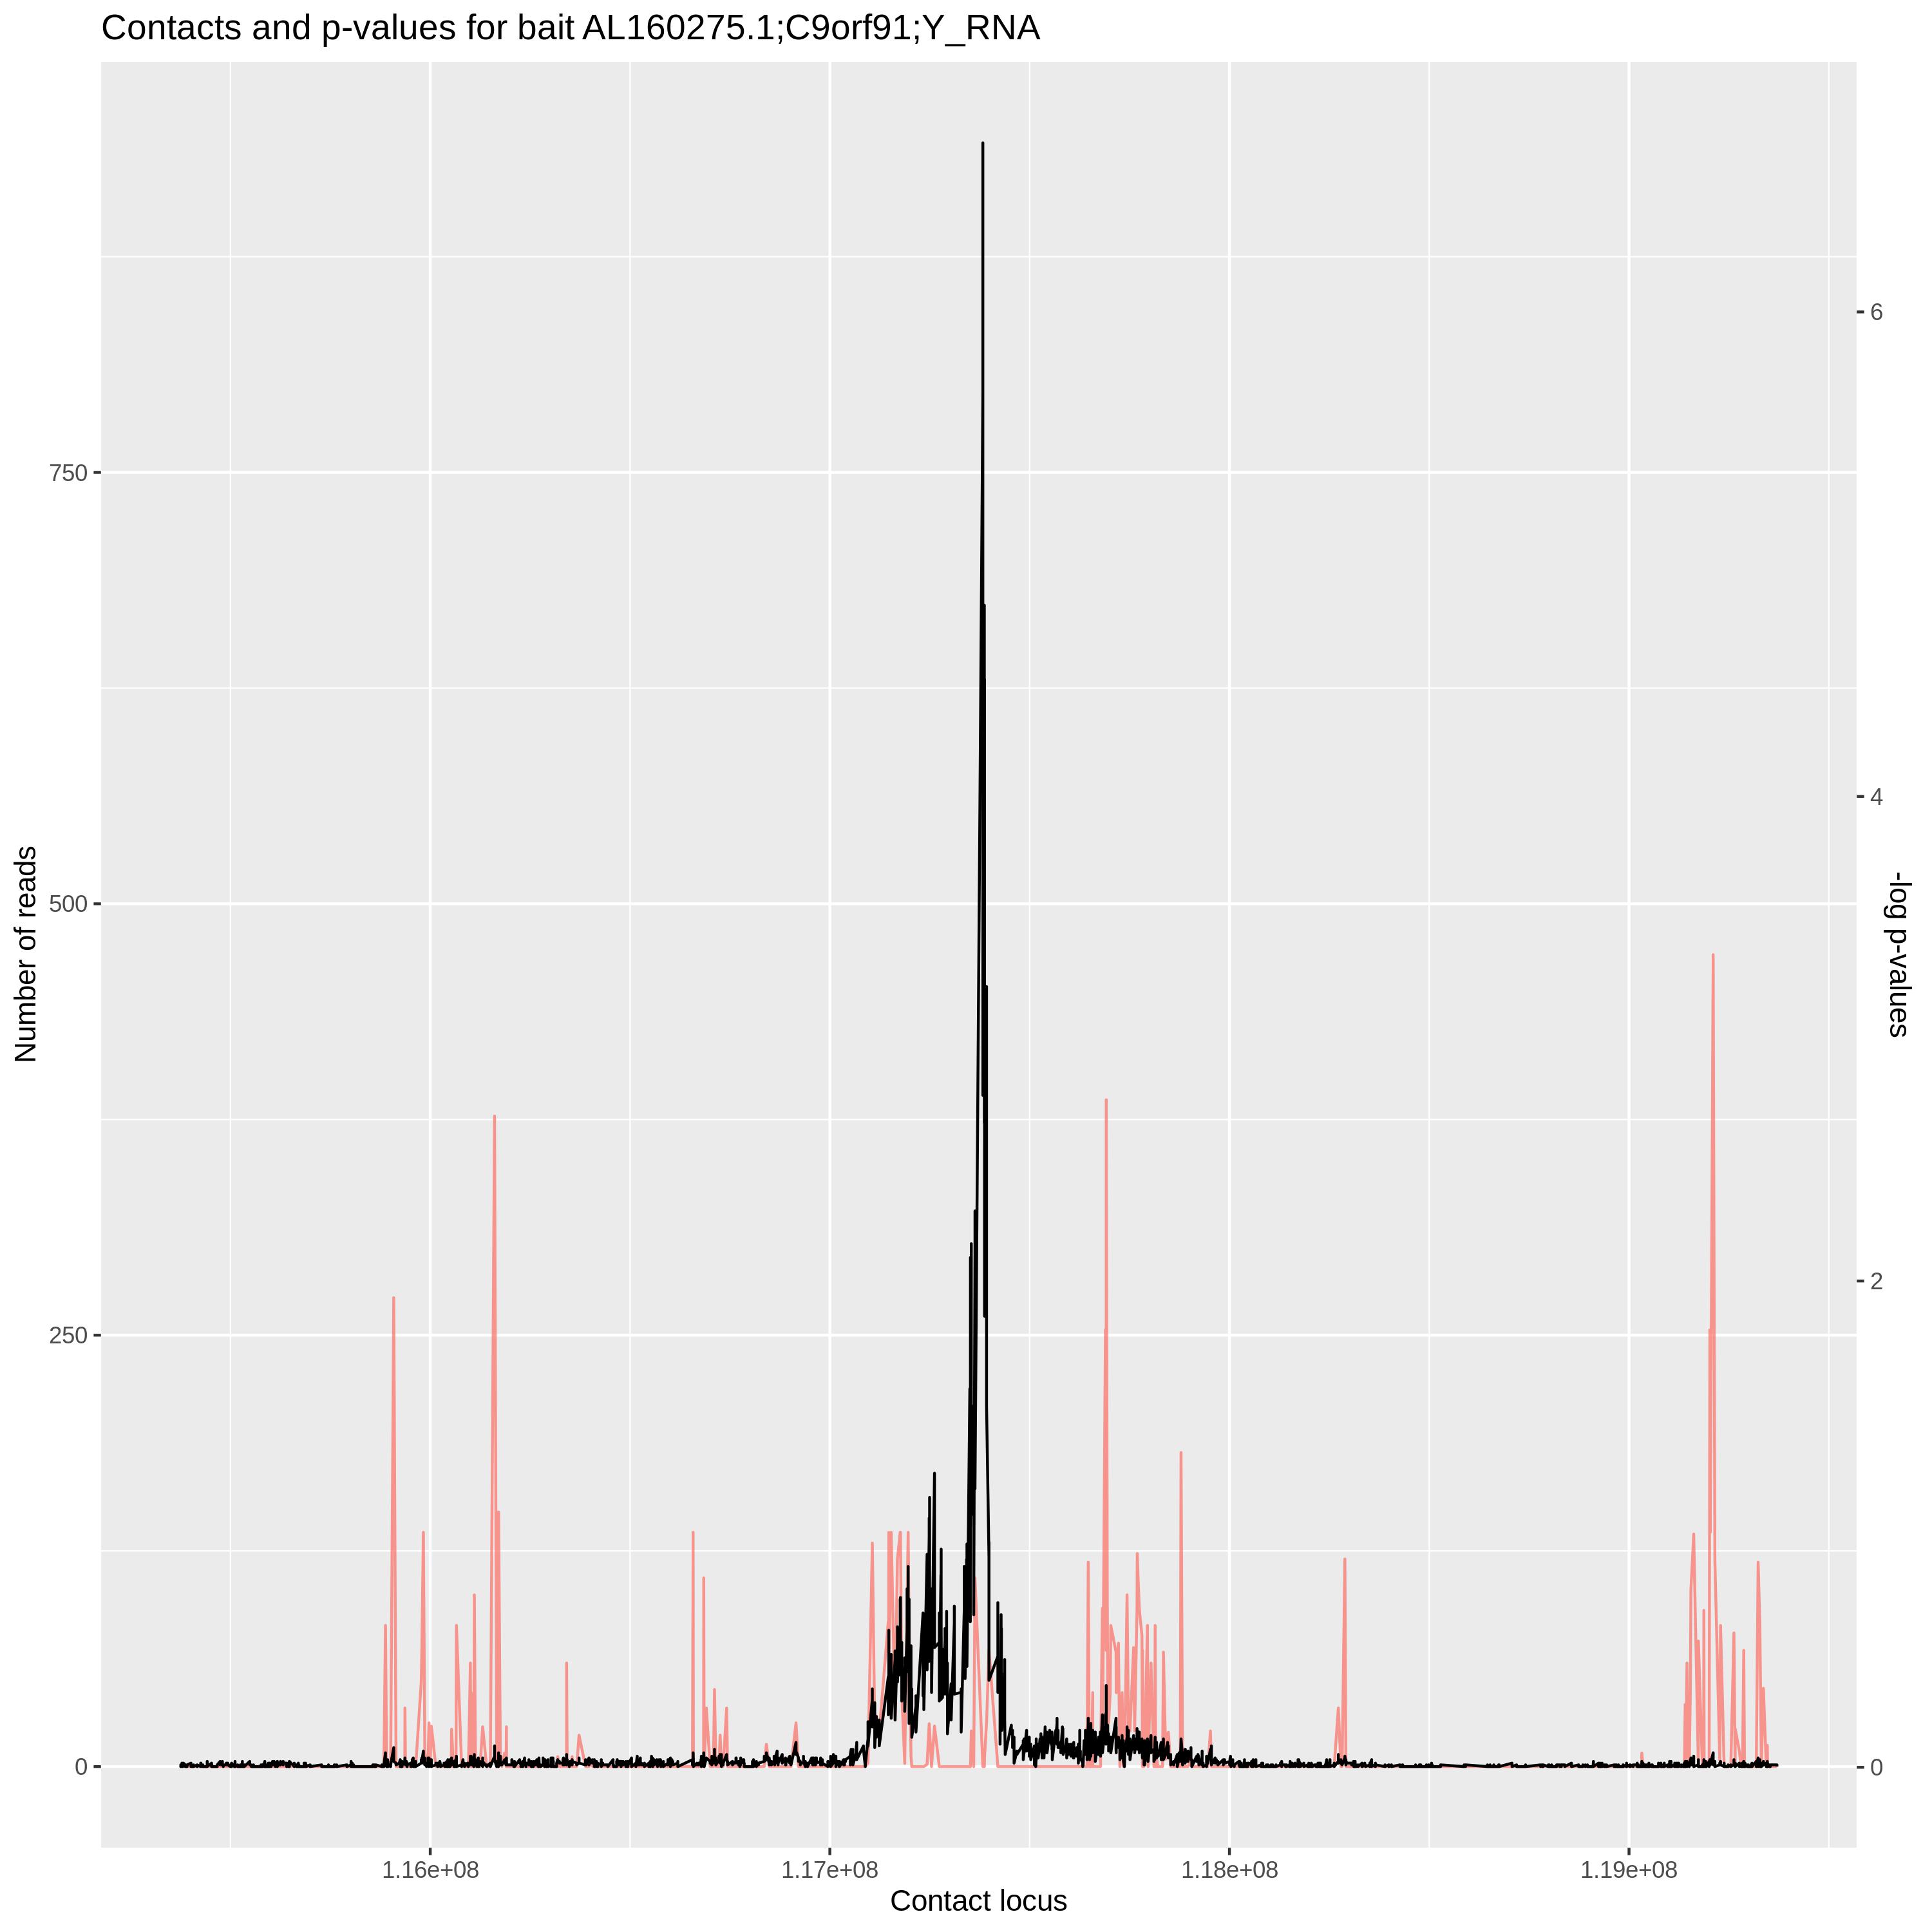 Contacts and p-values for bait AL160275.1;C9orf91;Y_RNA
750
500
250
0
Number of reads
6
4
2
0
-log p-values
1.16e+08
1.17e+08
1.18e+08
1.19e+08
Contact locus